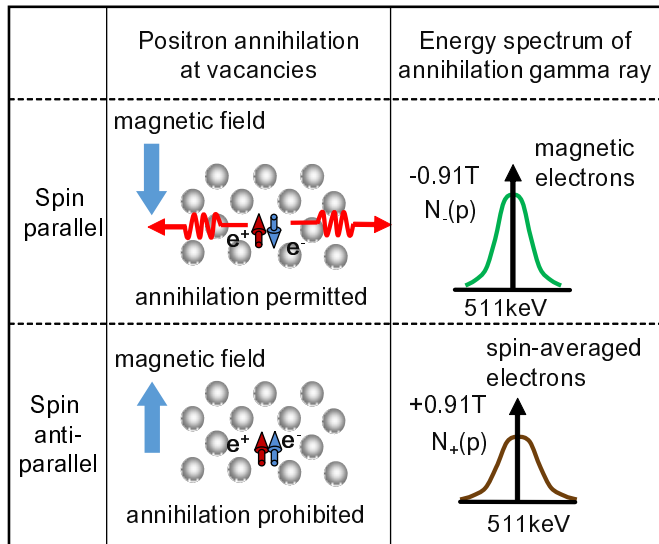 Positron annihilation
at vacancies
Energy spectrum of
annihilation gamma ray
Spin
parallel
magnetic field
e+
e-
annihilation permitted
-0.91T
N-(p)
magnetic
electrons
511keV
Spin
anti-
parallel
magnetic field
e+
e-
annihilation prohibited
spin-averaged
electrons
+0.91T
N+(p)
511keV